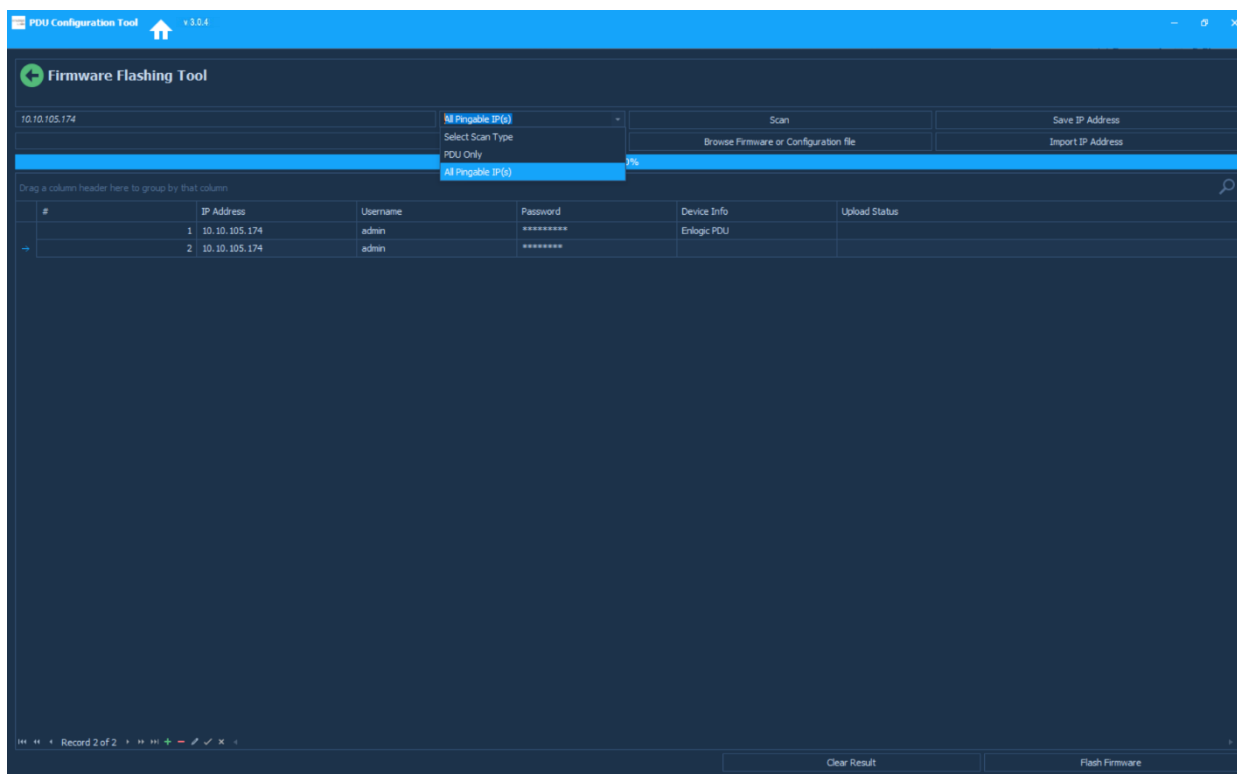 PDU Configuration Tool v 3.0.4
Firmware Flashing Tool
10.10.105.174 All Pingable IP(s) Scan Save IP Address
Select Scan Type Browse Firmware or Configuration file Import IP Address
PDU Only
All Pingable IP(s)
Drag a column header here to group by that column
# IP Address Username Password Device Info Upload Status
1 10.10.105.174 admin ********* Enlogic PDU
2 10.10.105.174 admin ********
Record 2 of 2
Clear Result Flash Firmware